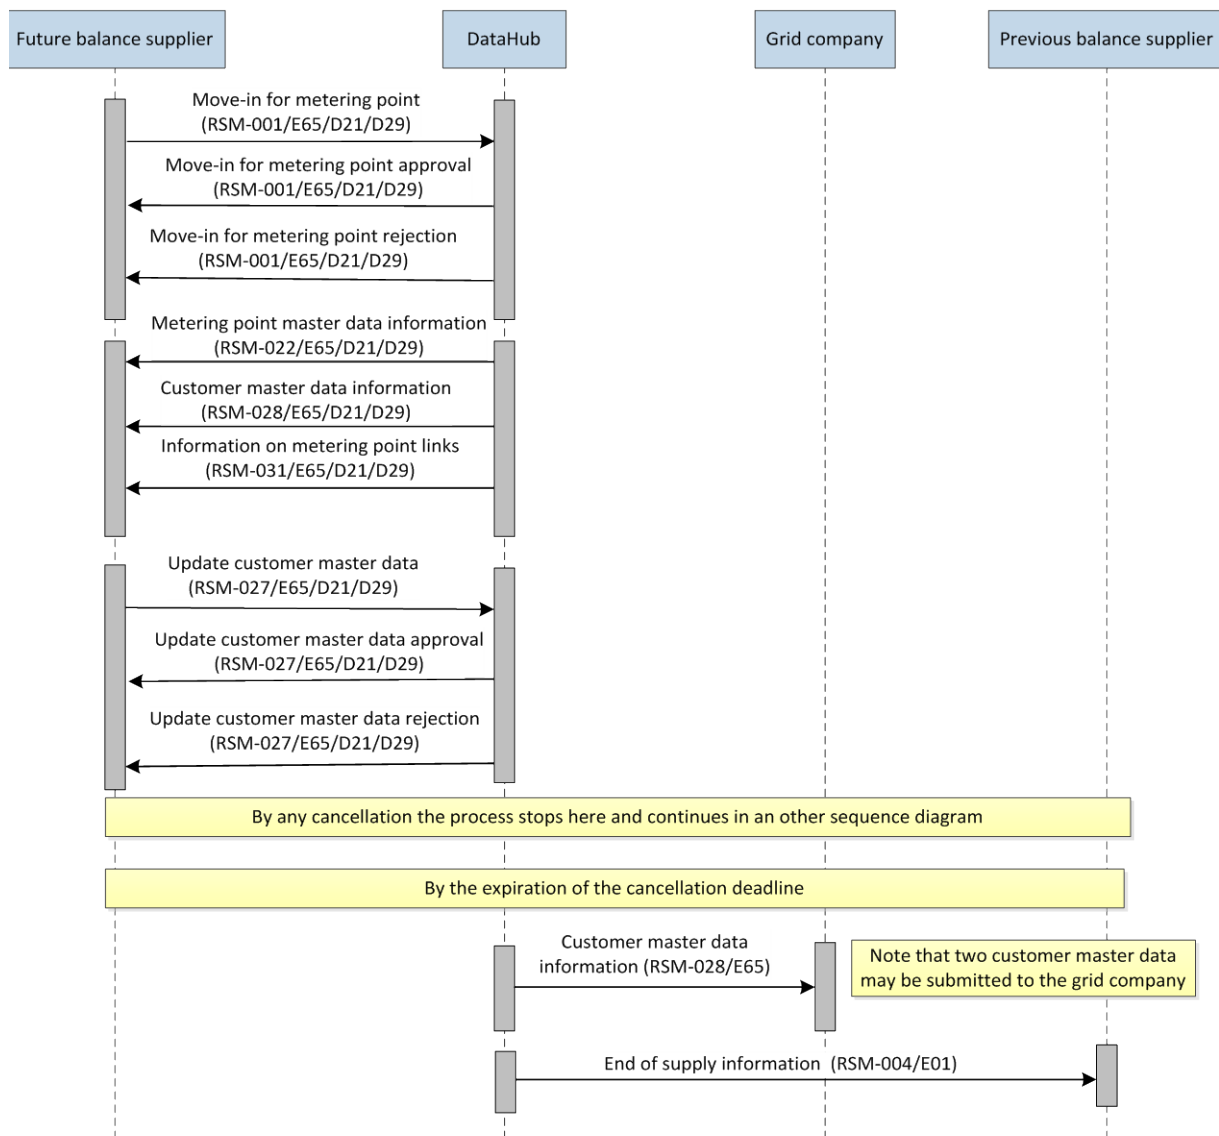 Future balance supplier
DataHub
Grid company
Previous balance supplier
Move-in for metering point
(RSM-001/E65/D21/D29)
Move-in for metering point approval
(RSM-001/E65/D21/D29)
Move-in for metering point rejection
(RSM-001/E65/D21/D29)
Metering point master data information
(RSM-022/E65/D21/D29)
Customer master data information
(RSM-028/E65/D21/D29)
Information on metering point links
(RSM-031/E65/D21/D29)
Update customer master data
(RSM-027/E65/D21/D29)
Update customer master data approval
(RSM-027/E65/D21/D29)
Update customer master data rejection
(RSM-027/E65/D21/D29)
By any cancellation the process stops here and continues in an other sequence diagram
By the expiration of the cancellation deadline
Customer master data
information (RSM-028/E65)
Note that two customer master data
may be submitted to the grid company
End of supply information (RSM-004/E01)